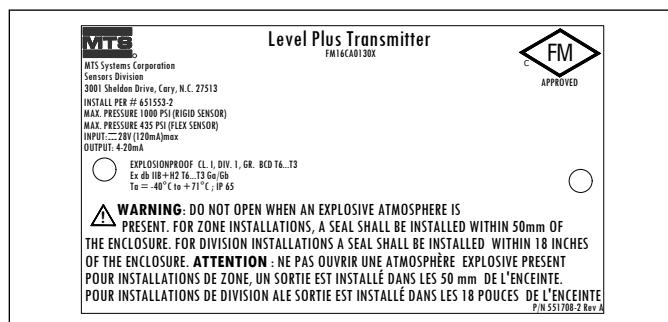 MTS
Level Plus Transmitter
FM16CA0130X
C FM
APPROVED
MTS Systems Corporation
Sensors Division
3001 Sheldon Drive, Cary, N.C. 27513
INSTALL PER # 651553-2
MAX. PRESSURE 1000 PSI (RIGID SENSOR)
MAX. PRESSURE 435 PSI (FLEX SENSOR)
INPUT: 28V (120mA)max
OUTPUT: 4-20mA
EXPLOSIONPROOF CL. I, DIV. 1, GR. BCD T6...T3
Ex db IIB+H2 T6...T3 Ga/Gb
Ta = -40°C to +71°C ; IP 65
WARNING: DO NOT OPEN WHEN AN EXPLOSIVE ATMOSPHERE IS
PRESENT. FOR ZONE INSTALLATIONS, A SEAL SHALL BE INSTALLED WITHIN 50mm OF
THE ENCLOSURE. FOR DIVISION INSTALLATIONS A SEAL SHALL BE INSTALLED WITHIN 18 INCHES
OF THE ENCLOSURE. ATTENTION : NE PAS OUVRIR UNE ATMOSPHÈRE EXPLOSIVE PRESENT
POUR INSTALLATIONS DE ZONE, UN SORTIE EST INSTALLÉ DANS LES 50 mm DE L'ENCEINTE.
POUR INSTALLATIONS DE DIVISION ALE SORTIE EST INSTALLÉ DANS LES 18 POUCES DE L'ENCEINTE
P/N 551708-2 Rev A